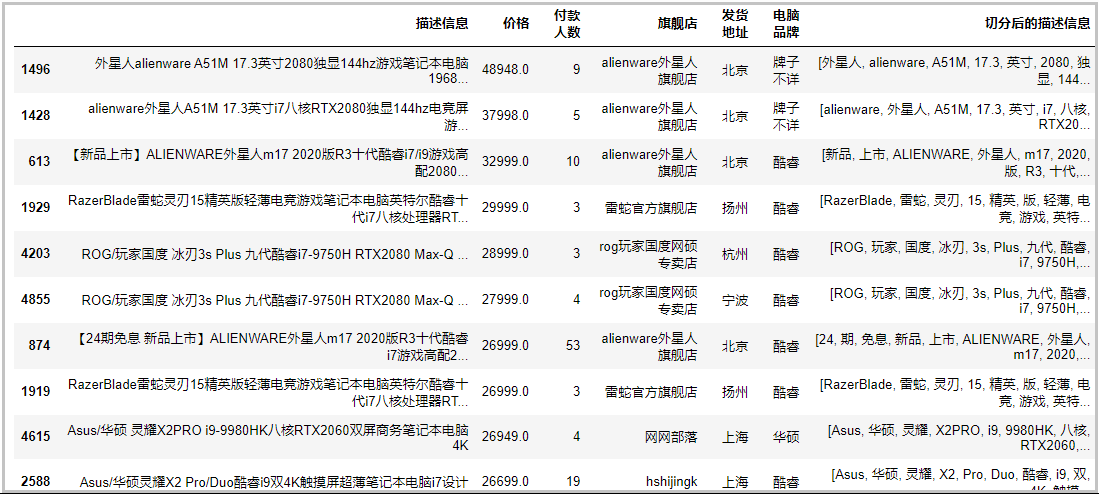 描述信息 价格 付款人数 旗舰店 发货地址 电脑品牌 切分后的描述信息
1496 外星人alienware A51M 17.3英寸2080独显144hz游戏笔记本电脑1968... 48948.0 9 alienware外星人旗舰店 北京 牌子不详 [外星人, alienware, A51M, 17.3, 英寸, 2080, 独显, 144...
1428 alienware外星人A51M 17.3英寸i7八核RTX2080独显144hz电竞屏游... 37998.0 5 alienware外星人旗舰店 北京 牌子不详 [alienware, 外星人, A51M, 17.3, 英寸, i7, 八核, RTX20...
613 【新品上市】ALIENWARE外星人m17 2020版R3十代酷睿i7/i9游戏高配2080... 32999.0 10 alienware外星人旗舰店 北京 酷睿 [新品, 上市, ALIENWARE, 外星人, m17, 2020, 版, R3, 十代,...
1929 RazerBlade雷蛇灵刃15精英版轻薄电竞游戏笔记本电脑英特尔酷睿十代i7八核处理器RT... 29999.0 3 雷蛇官方旗舰店 扬州 酷睿 [RazerBlade, 雷蛇, 灵刃, 15, 精英, 版, 轻薄, 电竞, 游戏, 英特...
4203 ROG/玩家国度 冰刃3s Plus 九代酷睿i7-9750H RTX2080 Max-Q ... 28999.0 3 rog玩家国度网硕专卖店 杭州 酷睿 [ROG, 玩家, 国度, 冰刃, 3s, Plus, 九代, 酷睿, i7, 9750H,...
4855 ROG/玩家国度 冰刃3s Plus 九代酷睿i7-9750H RTX2080 Max-Q ... 27999.0 4 rog玩家国度网硕专卖店 宁波 酷睿 [ROG, 玩家, 国度, 冰刃, 3s, Plus, 九代, 酷睿, i7, 9750H,...
874 【24期免息 新品上市】ALIENWARE外星人m17 2020版R3十代酷睿i7游戏高配2... 26999.0 53 alienware外星人旗舰店 北京 酷睿 [24, 期, 免息, 新品, 上市, ALIENWARE, 外星人, m17, 2020,...
1919 RazerBlade雷蛇灵刃15精英版轻薄电竞游戏笔记本电脑英特尔酷睿十代i7八核处理器RT... 26999.0 3 雷蛇官方旗舰店 扬州 酷睿 [RazerBlade, 雷蛇, 灵刃, 15, 精英, 版, 轻薄, 电竞, 游戏, 英特...
4615 Asus/华硕 灵耀X2PRO i9-9980HK八核RTX2060双屏商务笔记本电脑4K 26949.0 4 网网部落 上海 华硕 [Asus, 华硕, 灵耀, X2PRO, i9, 9980HK, 八核, RTX2060,...
2588 Asus/华硕灵耀X2 Pro/Duo酷睿i9双4K触摸屏超薄笔记本电脑i7设计 26699.0 19 hshijingk 上海 酷睿 [Asus, 华硕, 灵耀, X2, Pro, Duo, 酷睿, i9, 双, 4K, 触摸...